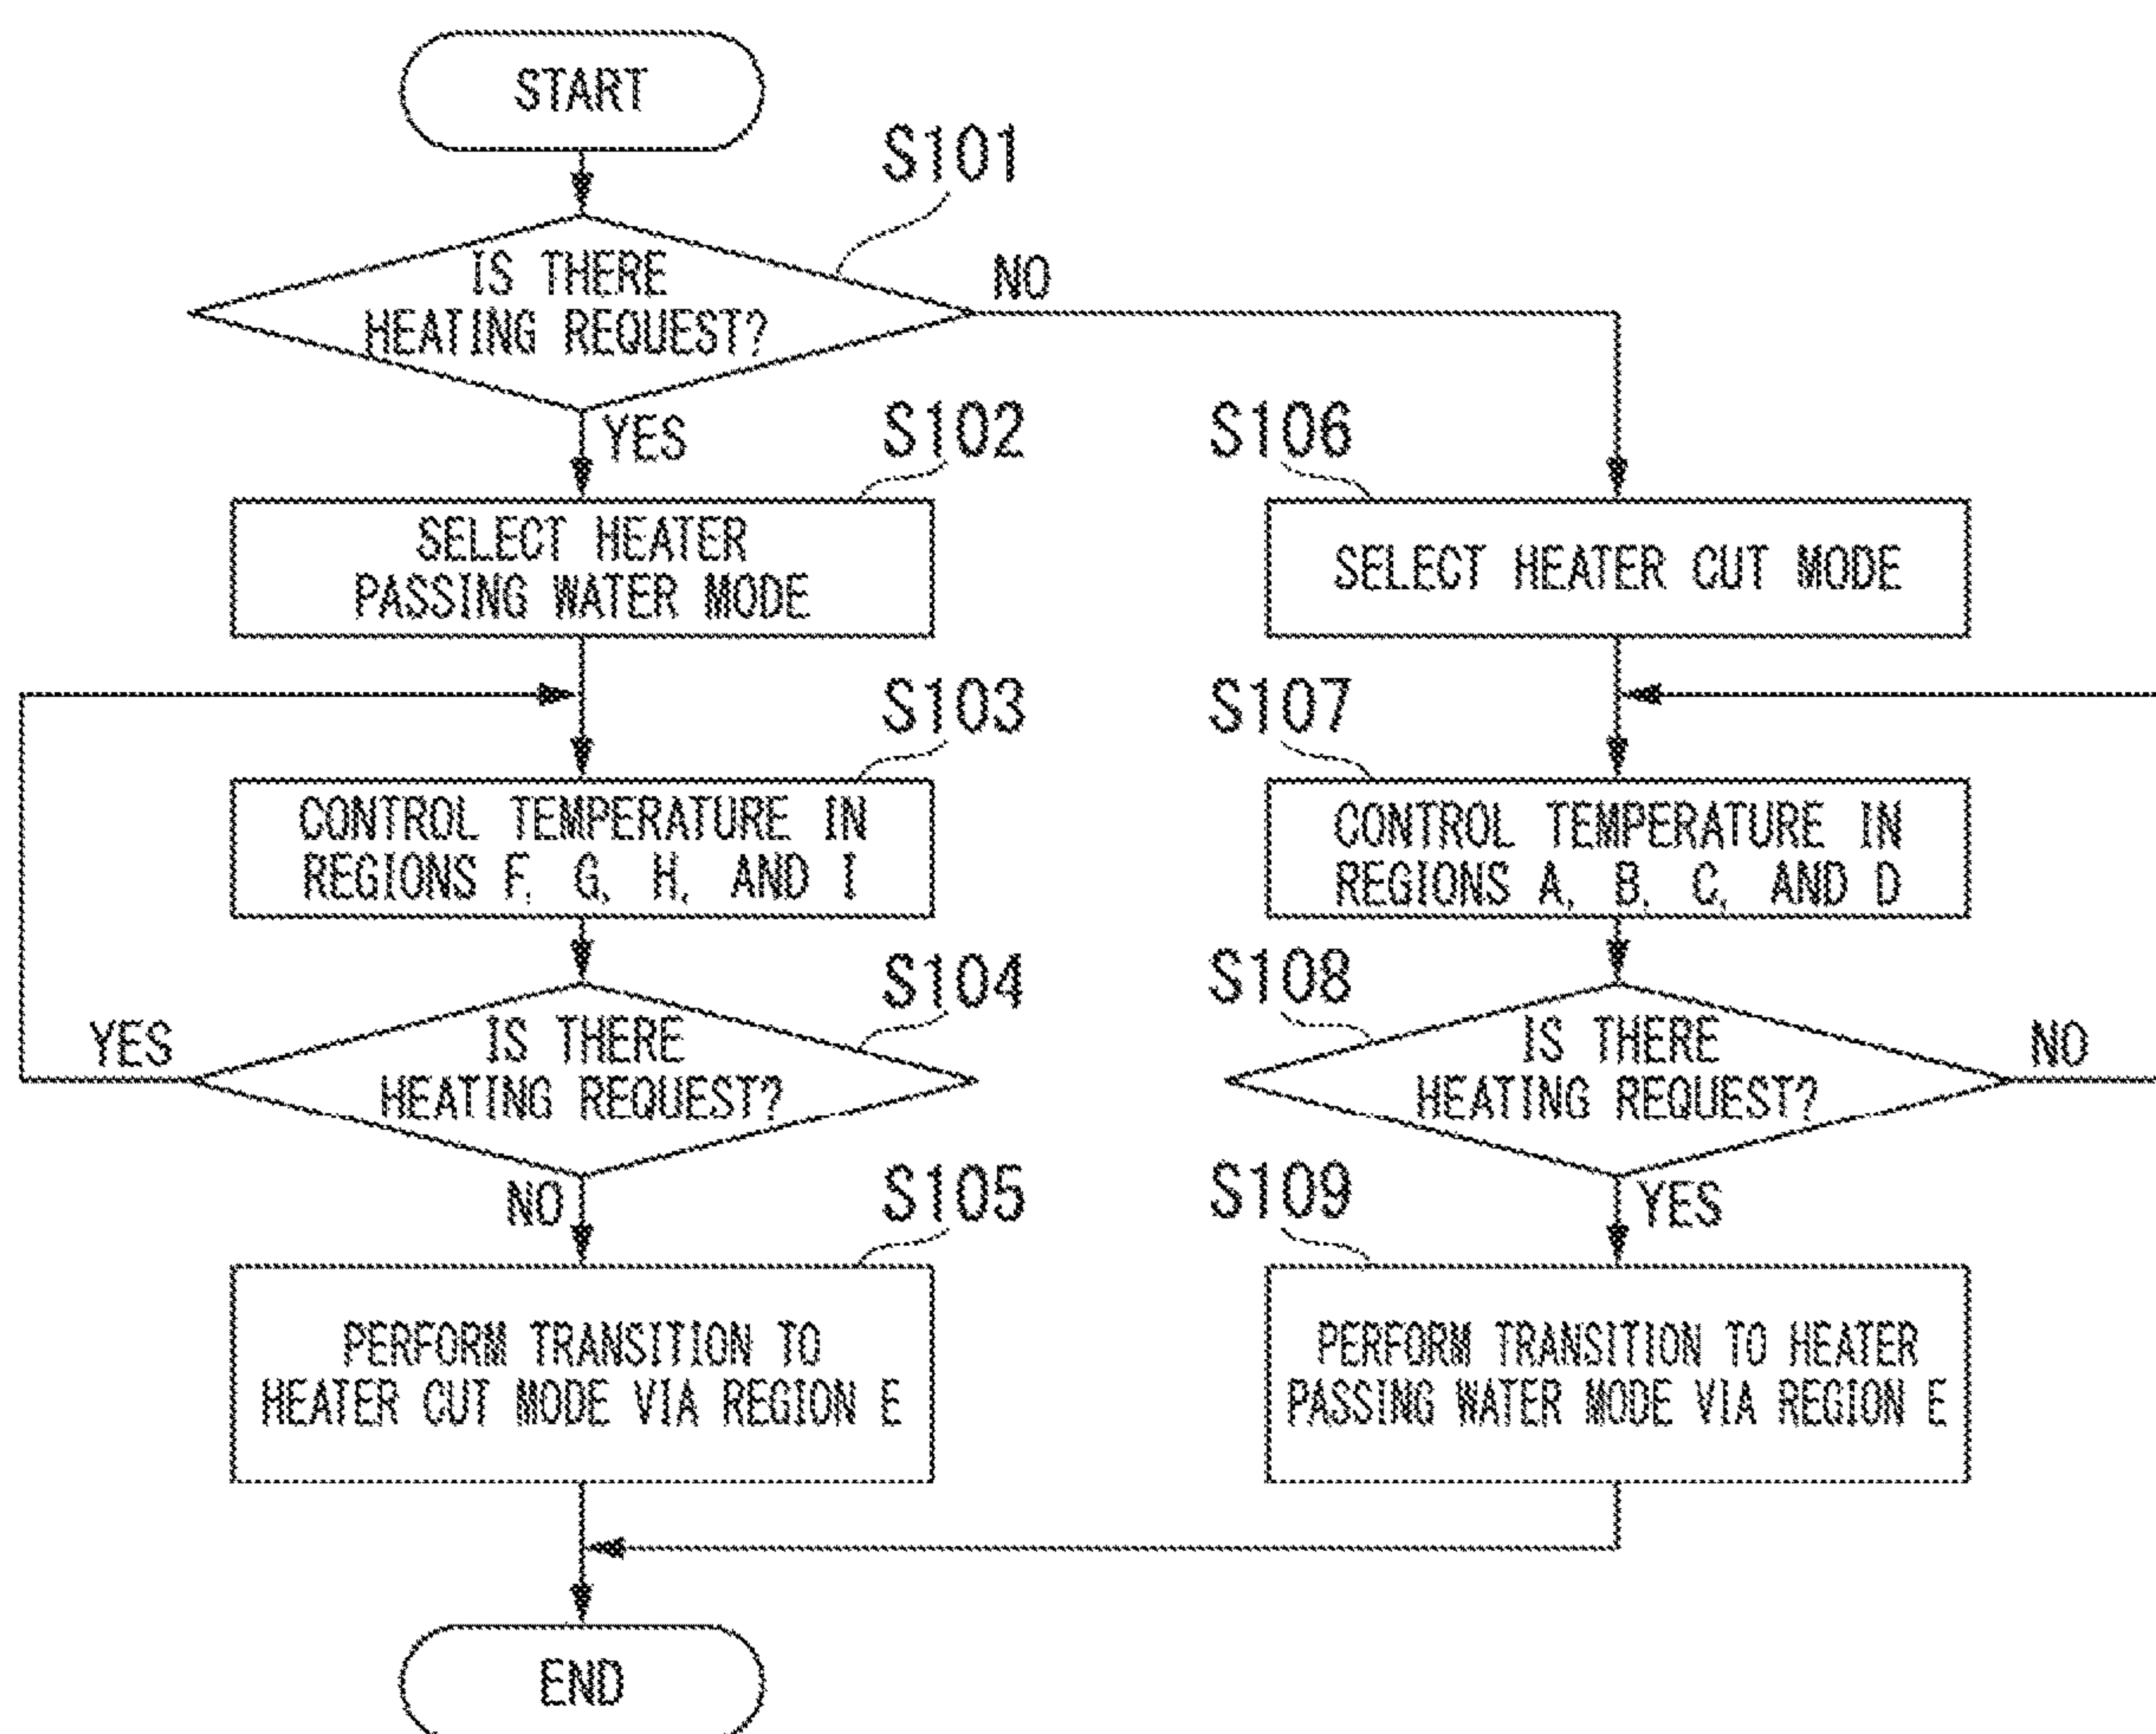 START
S101
IS THERE
HEATING REQUEST?
NO
YES
S102
SELECT HEATER
PASSING WATER MODE
S106
SELECT HEATER CUT MODE
S103
CONTROL TEMPERATURE IN
REGIONS F, G, H, AND I
S107
CONTROL TEMPERATURE IN
REGIONS A, B, C, AND D
S104
IS THERE
HEATING REQUEST?
YES
NO
S108
IS THERE
HEATING REQUEST?
NO
YES
S105
PERFORM TRANSITION TO
HEATER CUT MODE VIA REGION E
S109
PERFORM TRANSITION TO HEATER
PASSING WATER MODE VIA REGION E
END